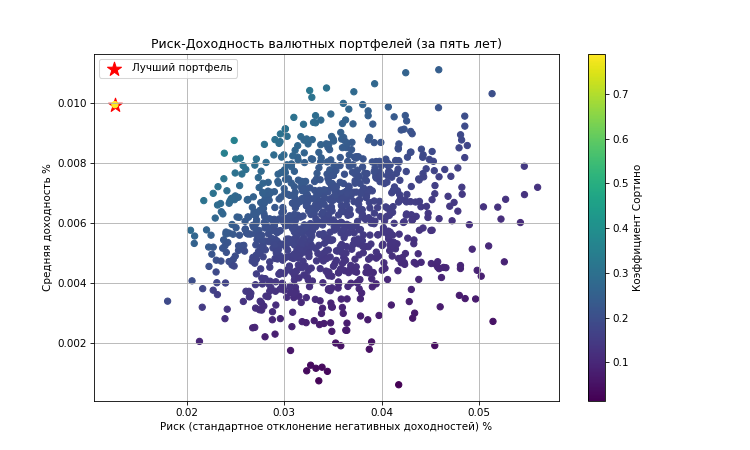 Риск-Доходность валютных портфелей (за пять лет)
Лучший портфель
0.010
0.008
0.006
0.004
0.002
Средняя доходность %
0.02 0.03 0.04 0.05
Риск (стандартное отклонение негативных доходностей) %
0.7
0.6
0.5
0.4
0.3
0.2
0.1
Коэффициент Сортино